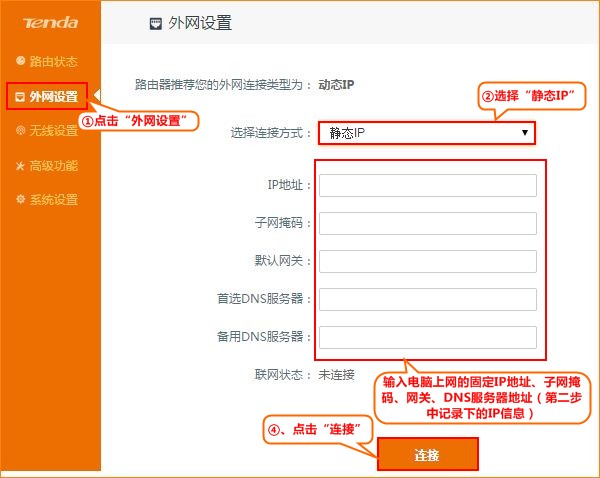 Tenda
外网设置
路由状态
外网设置
①点击“外网设置”
无线设置
高级功能
系统设置
路由器推荐您的外网连接类型为： 动态IP
②选择“静态IP”
选择连接方式： 静态IP
IP地址：
子网掩码：
默认网关：
首选DNS服务器：
备用DNS服务器：
联网状态： 未连接
输入电脑上网的固定IP地址、子网掩
码、网关、DNS服务器地址（第二步
中记录下的IP信息）
④、点击“连接”
连接